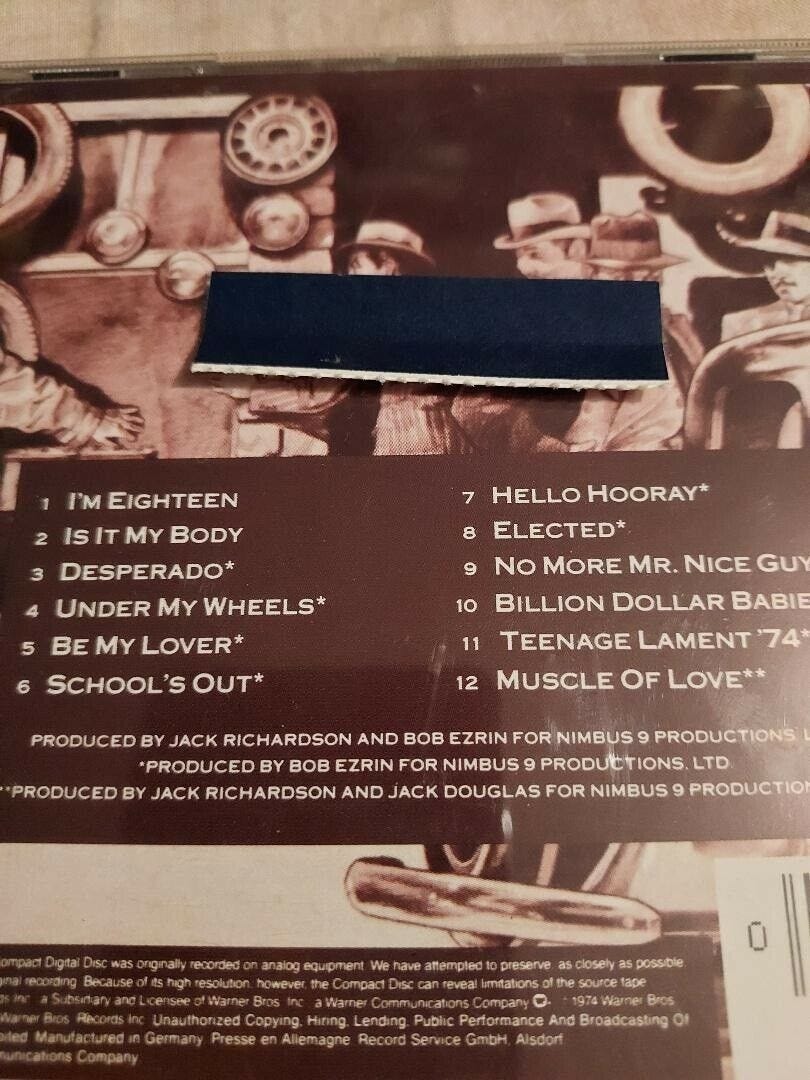 1 I'M EIGHTEEN
2 IS IT MY BODY
3 DESPERADO*
4 UNDER MY WHEELS*
5 BE MY LOVER*
6 SCHOOL'S OUT*
7 HELLO HOORAY*
8 ELECTED*
9 NO MORE MR. NICE GUY
10 BILLION DOLLAR BABIE
11 TEENAGE LAMENT '74*
12 MUSCLE OF LOVE**
PRODUCED BY JACK RICHARDSON AND BOB EZRIN FOR NIMBUS 9 PRODUCTIONS, L
*PRODUCED BY BOB EZRIN FOR NIMBUS 9 PRODUCTIONS, LTD.
**PRODUCED BY JACK RICHARDSON AND JACK DOUGLAS FOR NIMBUS 9 PRODUCTION
0
ompact Digital Disc was originally recorded on analog equipment. We have attempted to preserve, as closely as possible,
inal recording. Because of its high resolution, however, the Compact Disc can reveal limitations of the source tape.
ds Inc., a Subsidiary and Licensee of Warner Bros. Inc., a Warner Communications Company. 1974 Warner Bros.
Warner Bros. Records Inc. Unauthorized Copying, Hiring, Lending, Public Performance And Broadcasting Of
bited. Manufactured in Germany. Presse en Allemagne. Record Service GmbH, Alsdorf.
munications Company